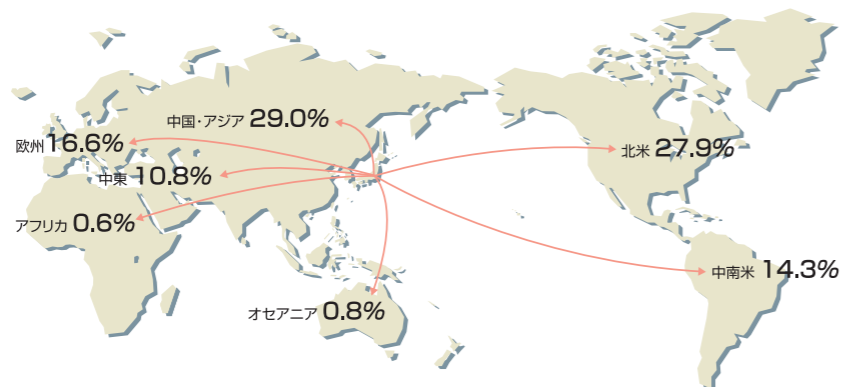 中国・アジア 29.0%
欧州 16.6%
北米 27.9%
中東 10.8%
アフリカ 0.6%
中南米 14.3%
オセアニア 0.8%